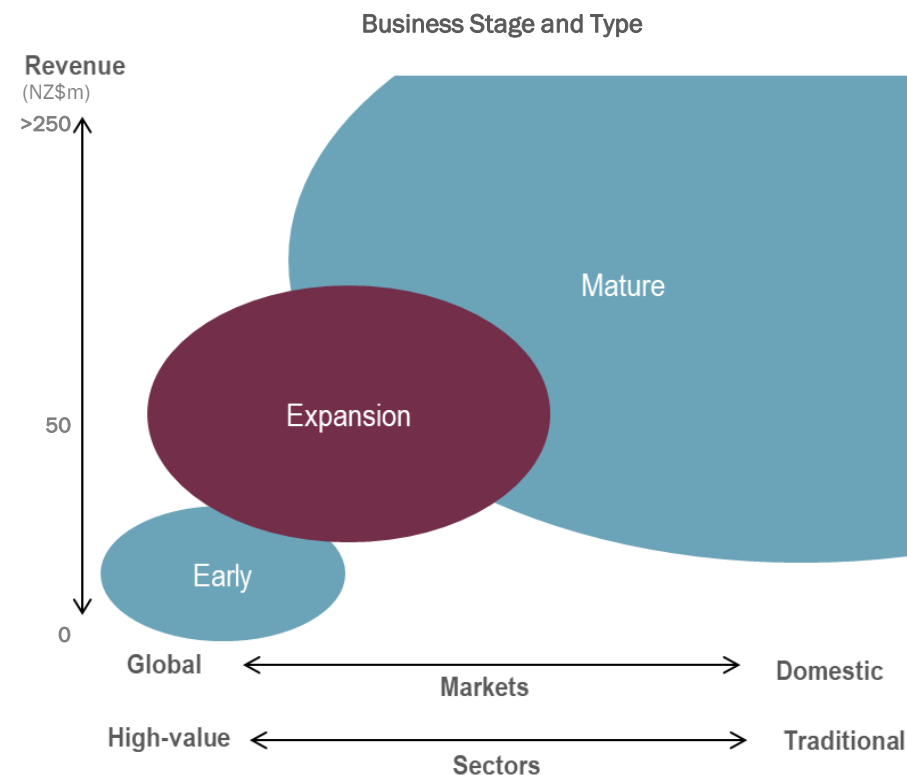 Business Stage and Type
Revenue
(NZ$m)
>250
Mature
Expansion
50
Early
0
Global
Domestic
Markets
High-value
Traditional
Sectors